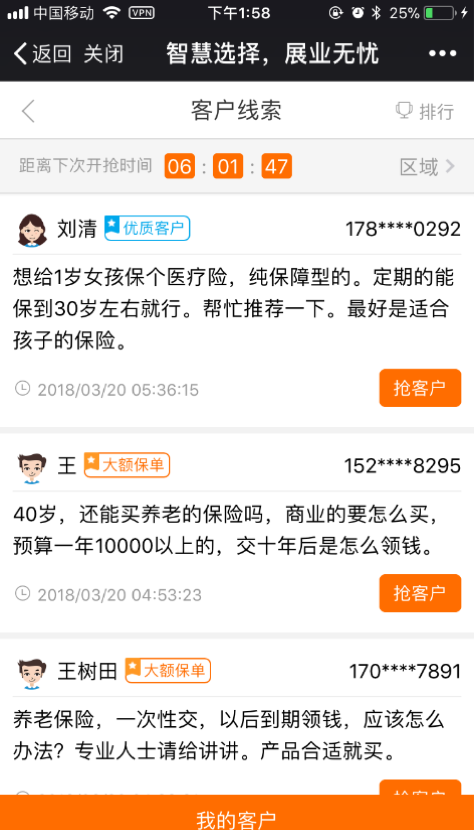 中国移动 VPN 下午1:58 25%
返回 关闭 智慧选择，展业无忧
客户线索 排行
距离下次开抢时间 06 : 01 : 47 区域
刘清 优质客户 178****0292
想给1岁女孩保个医疗险，纯保障型的。定期的能
保到30岁左右就行。帮忙推荐一下。最好是适合
孩子的保险。
2018/03/20 05:36:15 抢客户
王 大额保单 152****8295
40岁，还能买养老的保险吗，商业的要怎么买，
预算一年10000以上的，交十年后是怎么领钱。
2018/03/20 04:53:23 抢客户
王树田 大额保单 170****7891
养老保险，一次性交，以后到期领钱，应该怎么
办法？专业人士请给讲讲。产品合适就买。
抢客户
我的客户